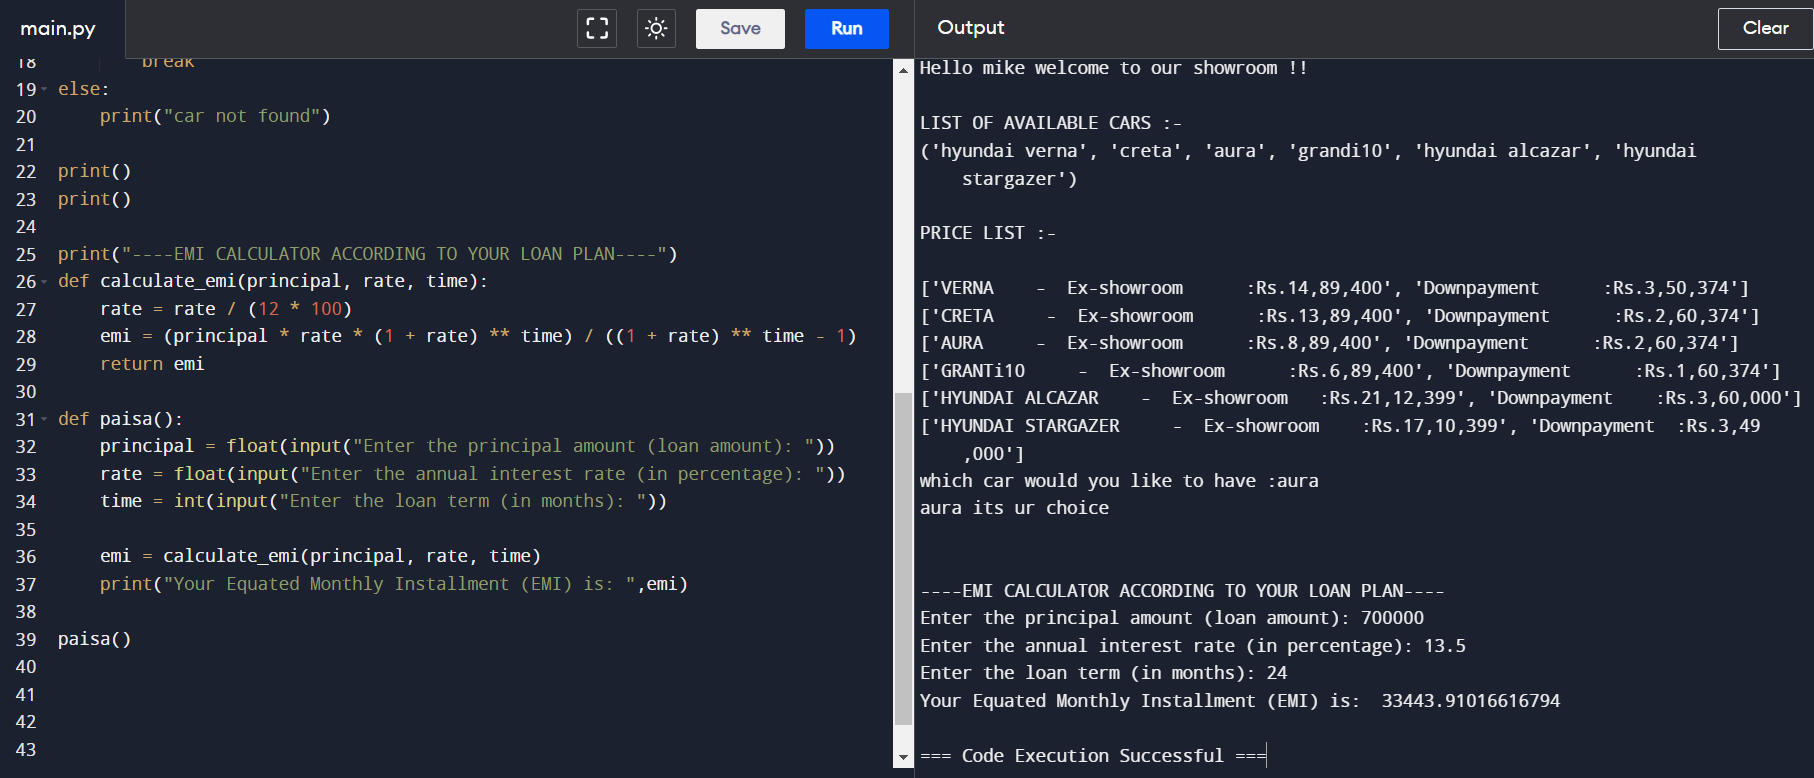 main.py
Save
Run
18 break
19 else:
20 print("car not found")
21
22 print()
23 print()
24
25 print("----EMI CALCULATOR ACCORDING TO YOUR LOAN PLAN----")
26 def calculate_emi(principal, rate, time):
27 rate = rate / (12 * 100)
28 emi = (principal * rate * (1 + rate) ** time) / ((1 + rate) ** time - 1)
29 return emi
30
31 def paisa():
32 principal = float(input("Enter the principal amount (loan amount): "))
33 rate = float(input("Enter the annual interest rate (in percentage): "))
34 time = int(input("Enter the loan term (in months): "))
35
36 emi = calculate_emi(principal, rate, time)
37 print("Your Equated Monthly Installment (EMI) is: ",emi)
38
39 paisa()
40
41
42
43
Output
Clear
Hello mike welcome to our showroom !!
LIST OF AVAILABLE CARS :-
('hyundai verna', 'creta', 'aura', 'grandi10', 'hyundai alcazar', 'hyundai
stargazer')
PRICE LIST :-
['VERNA - Ex-showroom :Rs.14,89,400', 'Downpayment :Rs.3,50,374']
['CRETA - Ex-showroom :Rs.13,89,400', 'Downpayment :Rs.2,60,374']
['AURA - Ex-showroom :Rs.8,89,400', 'Downpayment :Rs.2,60,374']
['GRANTi10 - Ex-showroom :Rs.6,89,400', 'Downpayment :Rs.1,60,374']
['HYUNDAI ALCAZAR - Ex-showroom :Rs.21,12,399', 'Downpayment :Rs.3,60,000']
['HYUNDAI STARGAZER - Ex-showroom :Rs.17,10,399', 'Downpayment :Rs.3,49
,000']
which car would you like to have :aura
aura its ur choice
----EMI CALCULATOR ACCORDING TO YOUR LOAN PLAN----
Enter the principal amount (loan amount): 700000
Enter the annual interest rate (in percentage): 13.5
Enter the loan term (in months): 24
Your Equated Monthly Installment (EMI) is:  33443.91016616794
=== Code Execution Successful ===